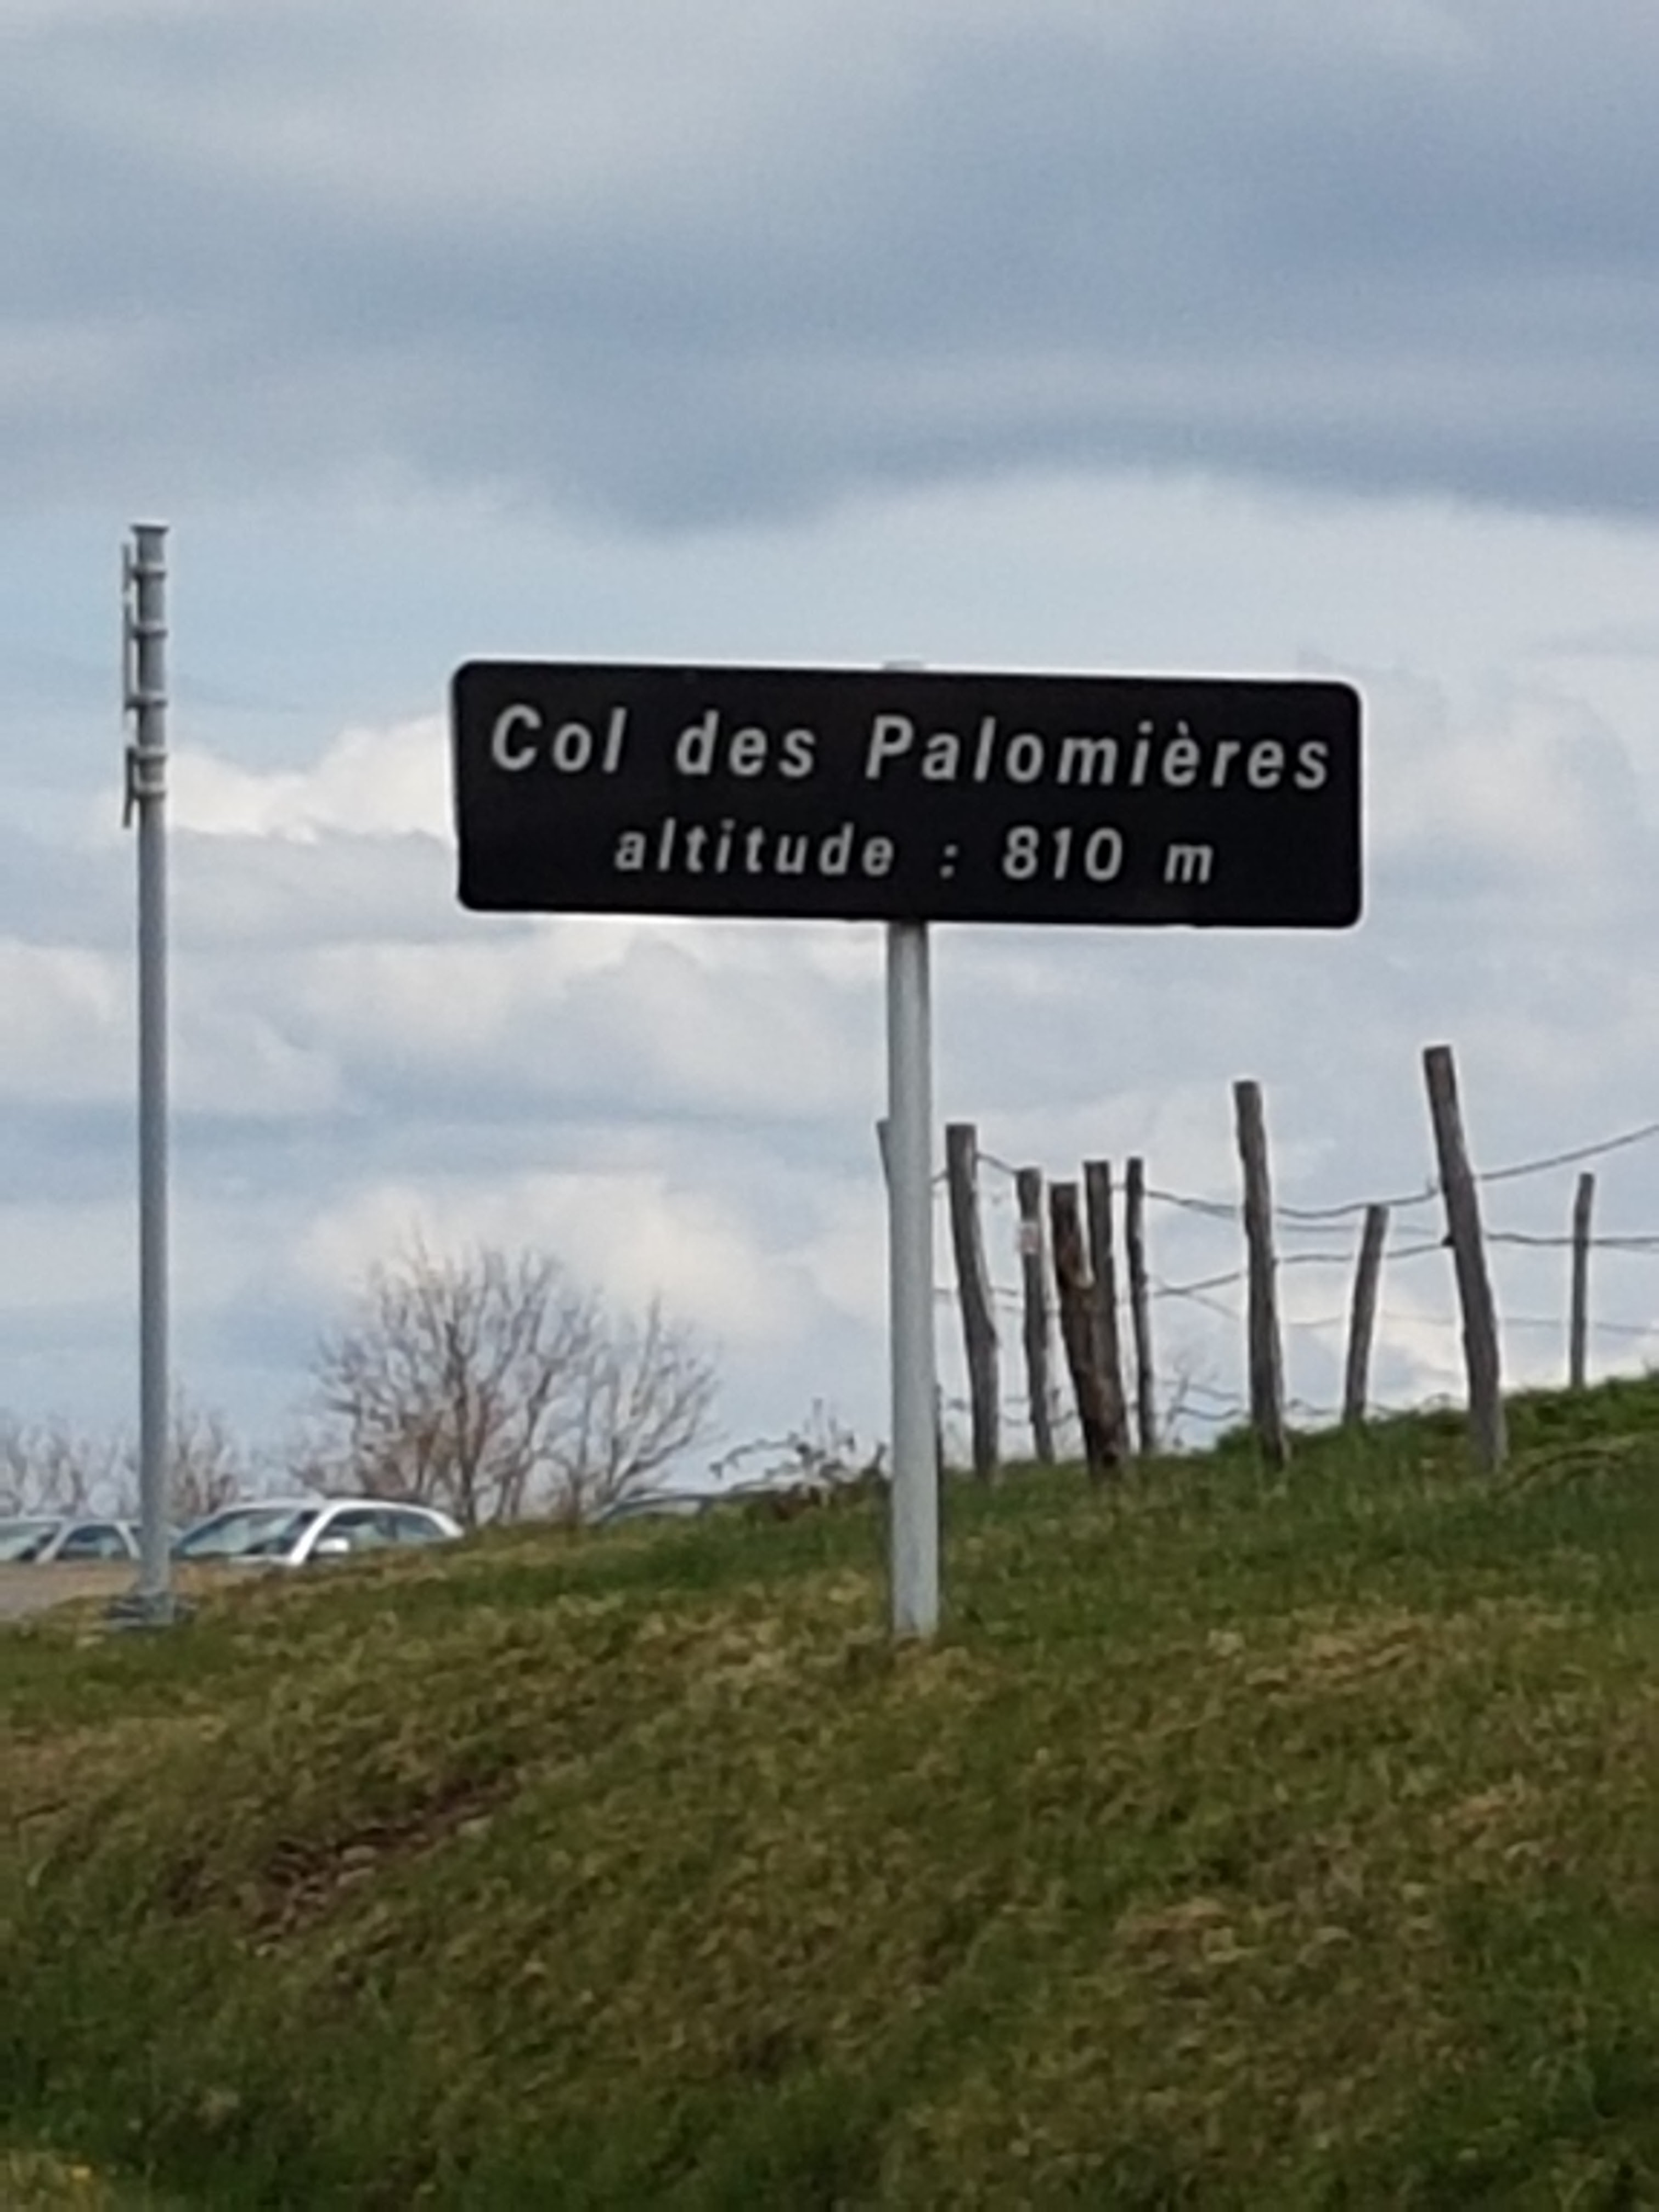 Col des Palomières
altitude : 810 m